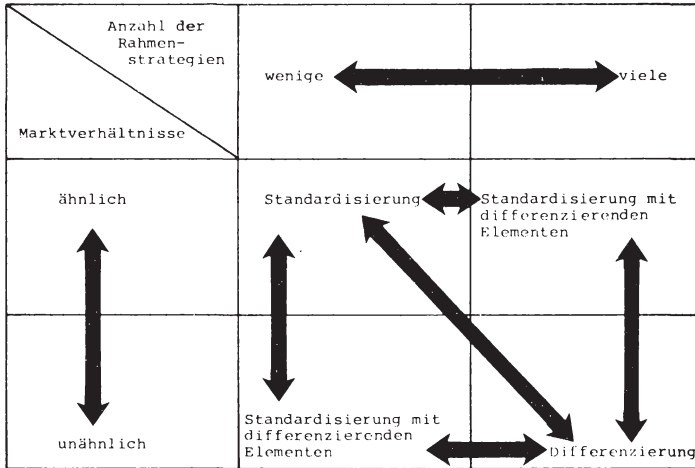 Anzahl der
Rahmen-
strategien
Marktverhältnisse
wenige
viele
ähnlich
Standardisierung
Standardisierung mit
differenzierenden
Elementen
unähnlich
Standardisierung mit
differenzierenden
Elementen
Differenzierung